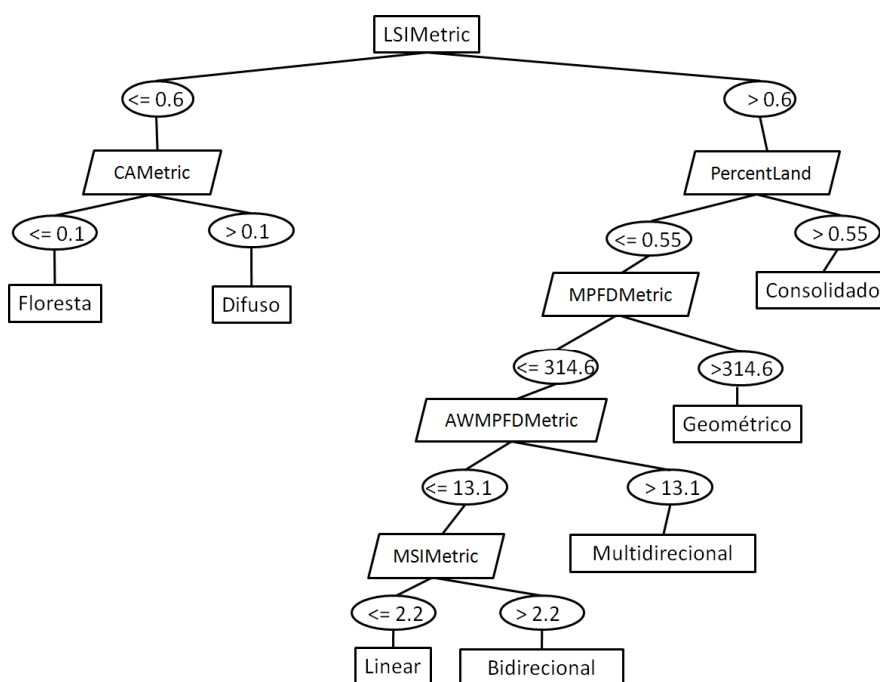 LSIMetric
<= 0.6
> 0.6
CAMetric
PercentLand
<= 0.1
> 0.1
<= 0.55
> 0.55
Floresta
Difuso
MPFDMetric
Consolidado
<= 314.6
>314.6
AWMPFDMetric
Geométrico
<= 13.1
> 13.1
MSIMetric
Multidirecional
<= 2.2
> 2.2
Linear
Bidirecional